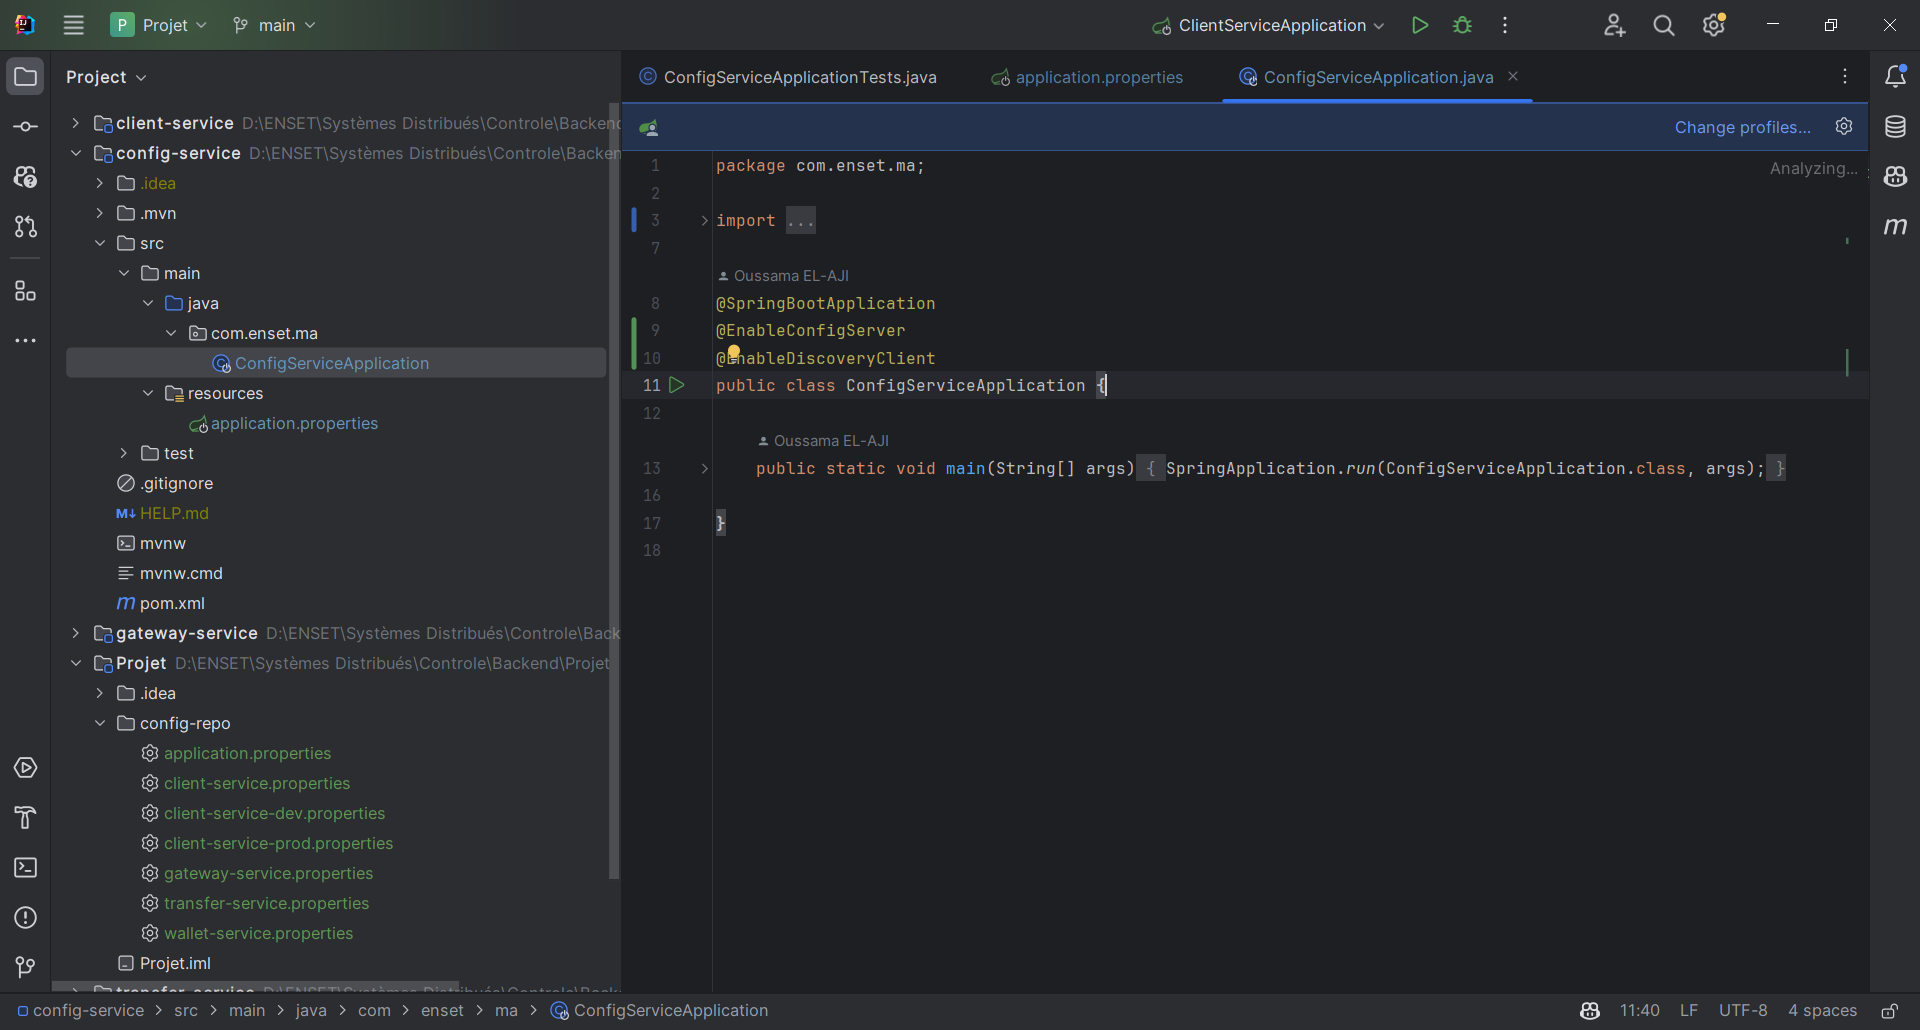 P Projet main ClientServiceApplication
Project
ConfigServiceApplicationTests.java application.properties ConfigServiceApplication.java
client-service D:\ENSET\Systèmes Distribués\Controle\Backend
config-service D:\ENSET\Systèmes Distribués\Controle\Backen
.idea
.mvn
src
main
java
com.enset.ma
ConfigServiceApplication
resources
application.properties
test
.gitignore
M↓ HELP.md
mvnw
mvnw.cmd
m pom.xml
gateway-service D:\ENSET\Systèmes Distribués\Controle\Back
Projet D:\ENSET\Systèmes Distribués\Controle\Backend\Projet
.idea
config-repo
application.properties
client-service.properties
client-service-dev.properties
client-service-prod.properties
gateway-service.properties
transfer-service.properties
wallet-service.properties
Projet.iml
Change profiles...
Analyzing...
1 package com.enset.ma;
2
3 import ...
7
Oussama EL-AJI
8 @SpringBootApplication
9 @EnableConfigServer
10 @EnableDiscoveryClient
11 public class ConfigServiceApplication {
12
Oussama EL-AJI
13 public static void main(String[] args) { SpringApplication.run(ConfigServiceApplication.class, args); }
16
17 }
18
m
config-service > src > main > java > com > enset > ma > ConfigServiceApplication
11:40 LF UTF-8 4 spaces